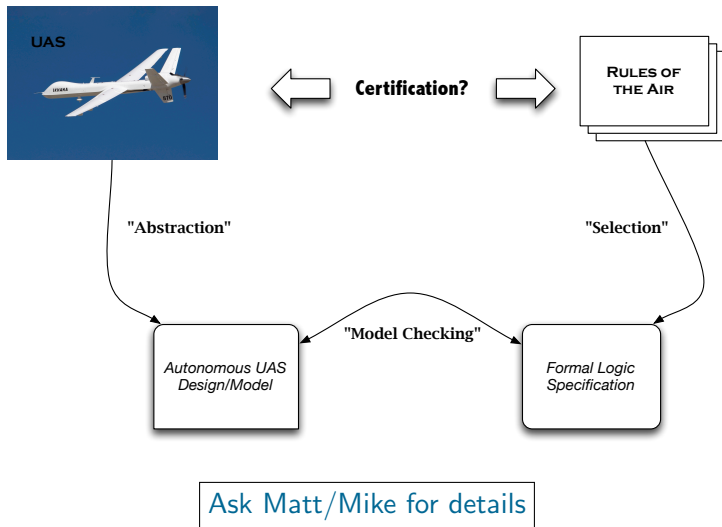 UAS
Certification?
RULES OF
THE AIR
"Abstraction"
"Selection"
"Model Checking"
Autonomous UAS
Design/Model
Formal Logic
Specification
Ask Matt/Mike for details